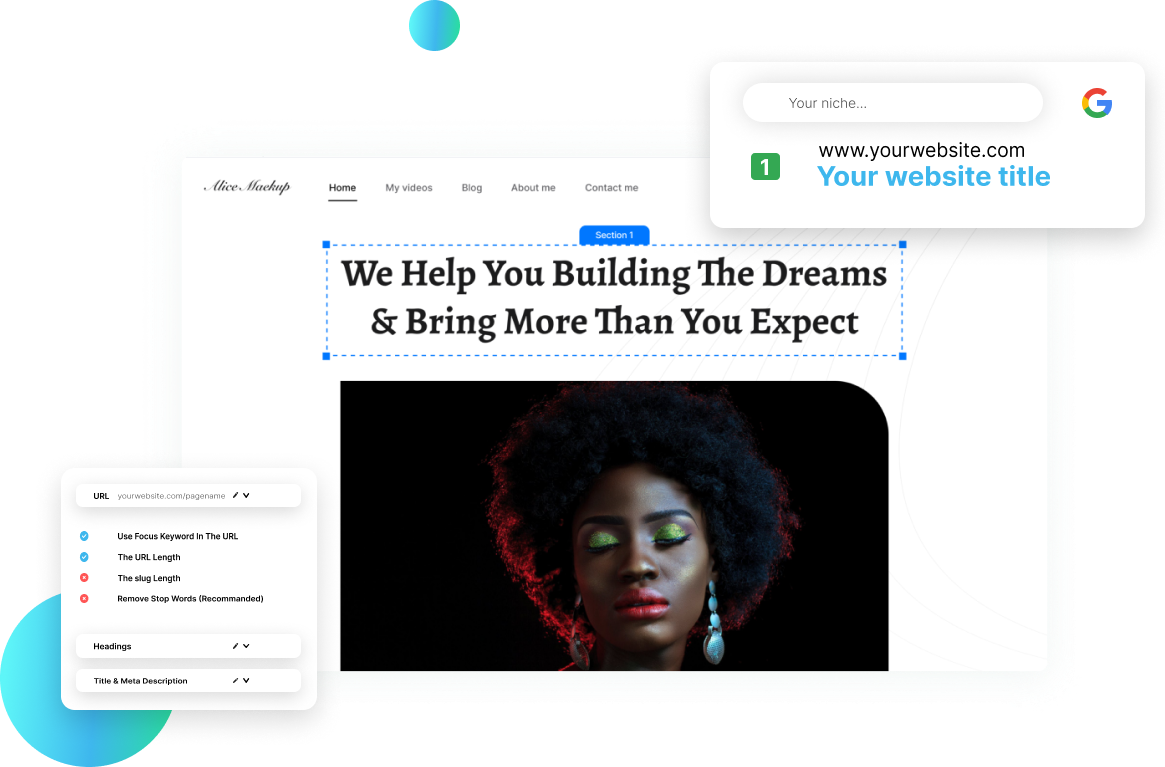 Your niche...
www.yourwebsite.com
1
Your website title
Alice Maekup
Home
My videos
Blog
About me
Contact me
Section 1
We Help You Building The Dreams
& Bring More Than You Expect
URL yourwebsite.com/pagename
Use Focus Keyword In The URL
The URL Length
The slug Length
Remove Stop Words (Recommanded)
Headings
Title & Meta Description